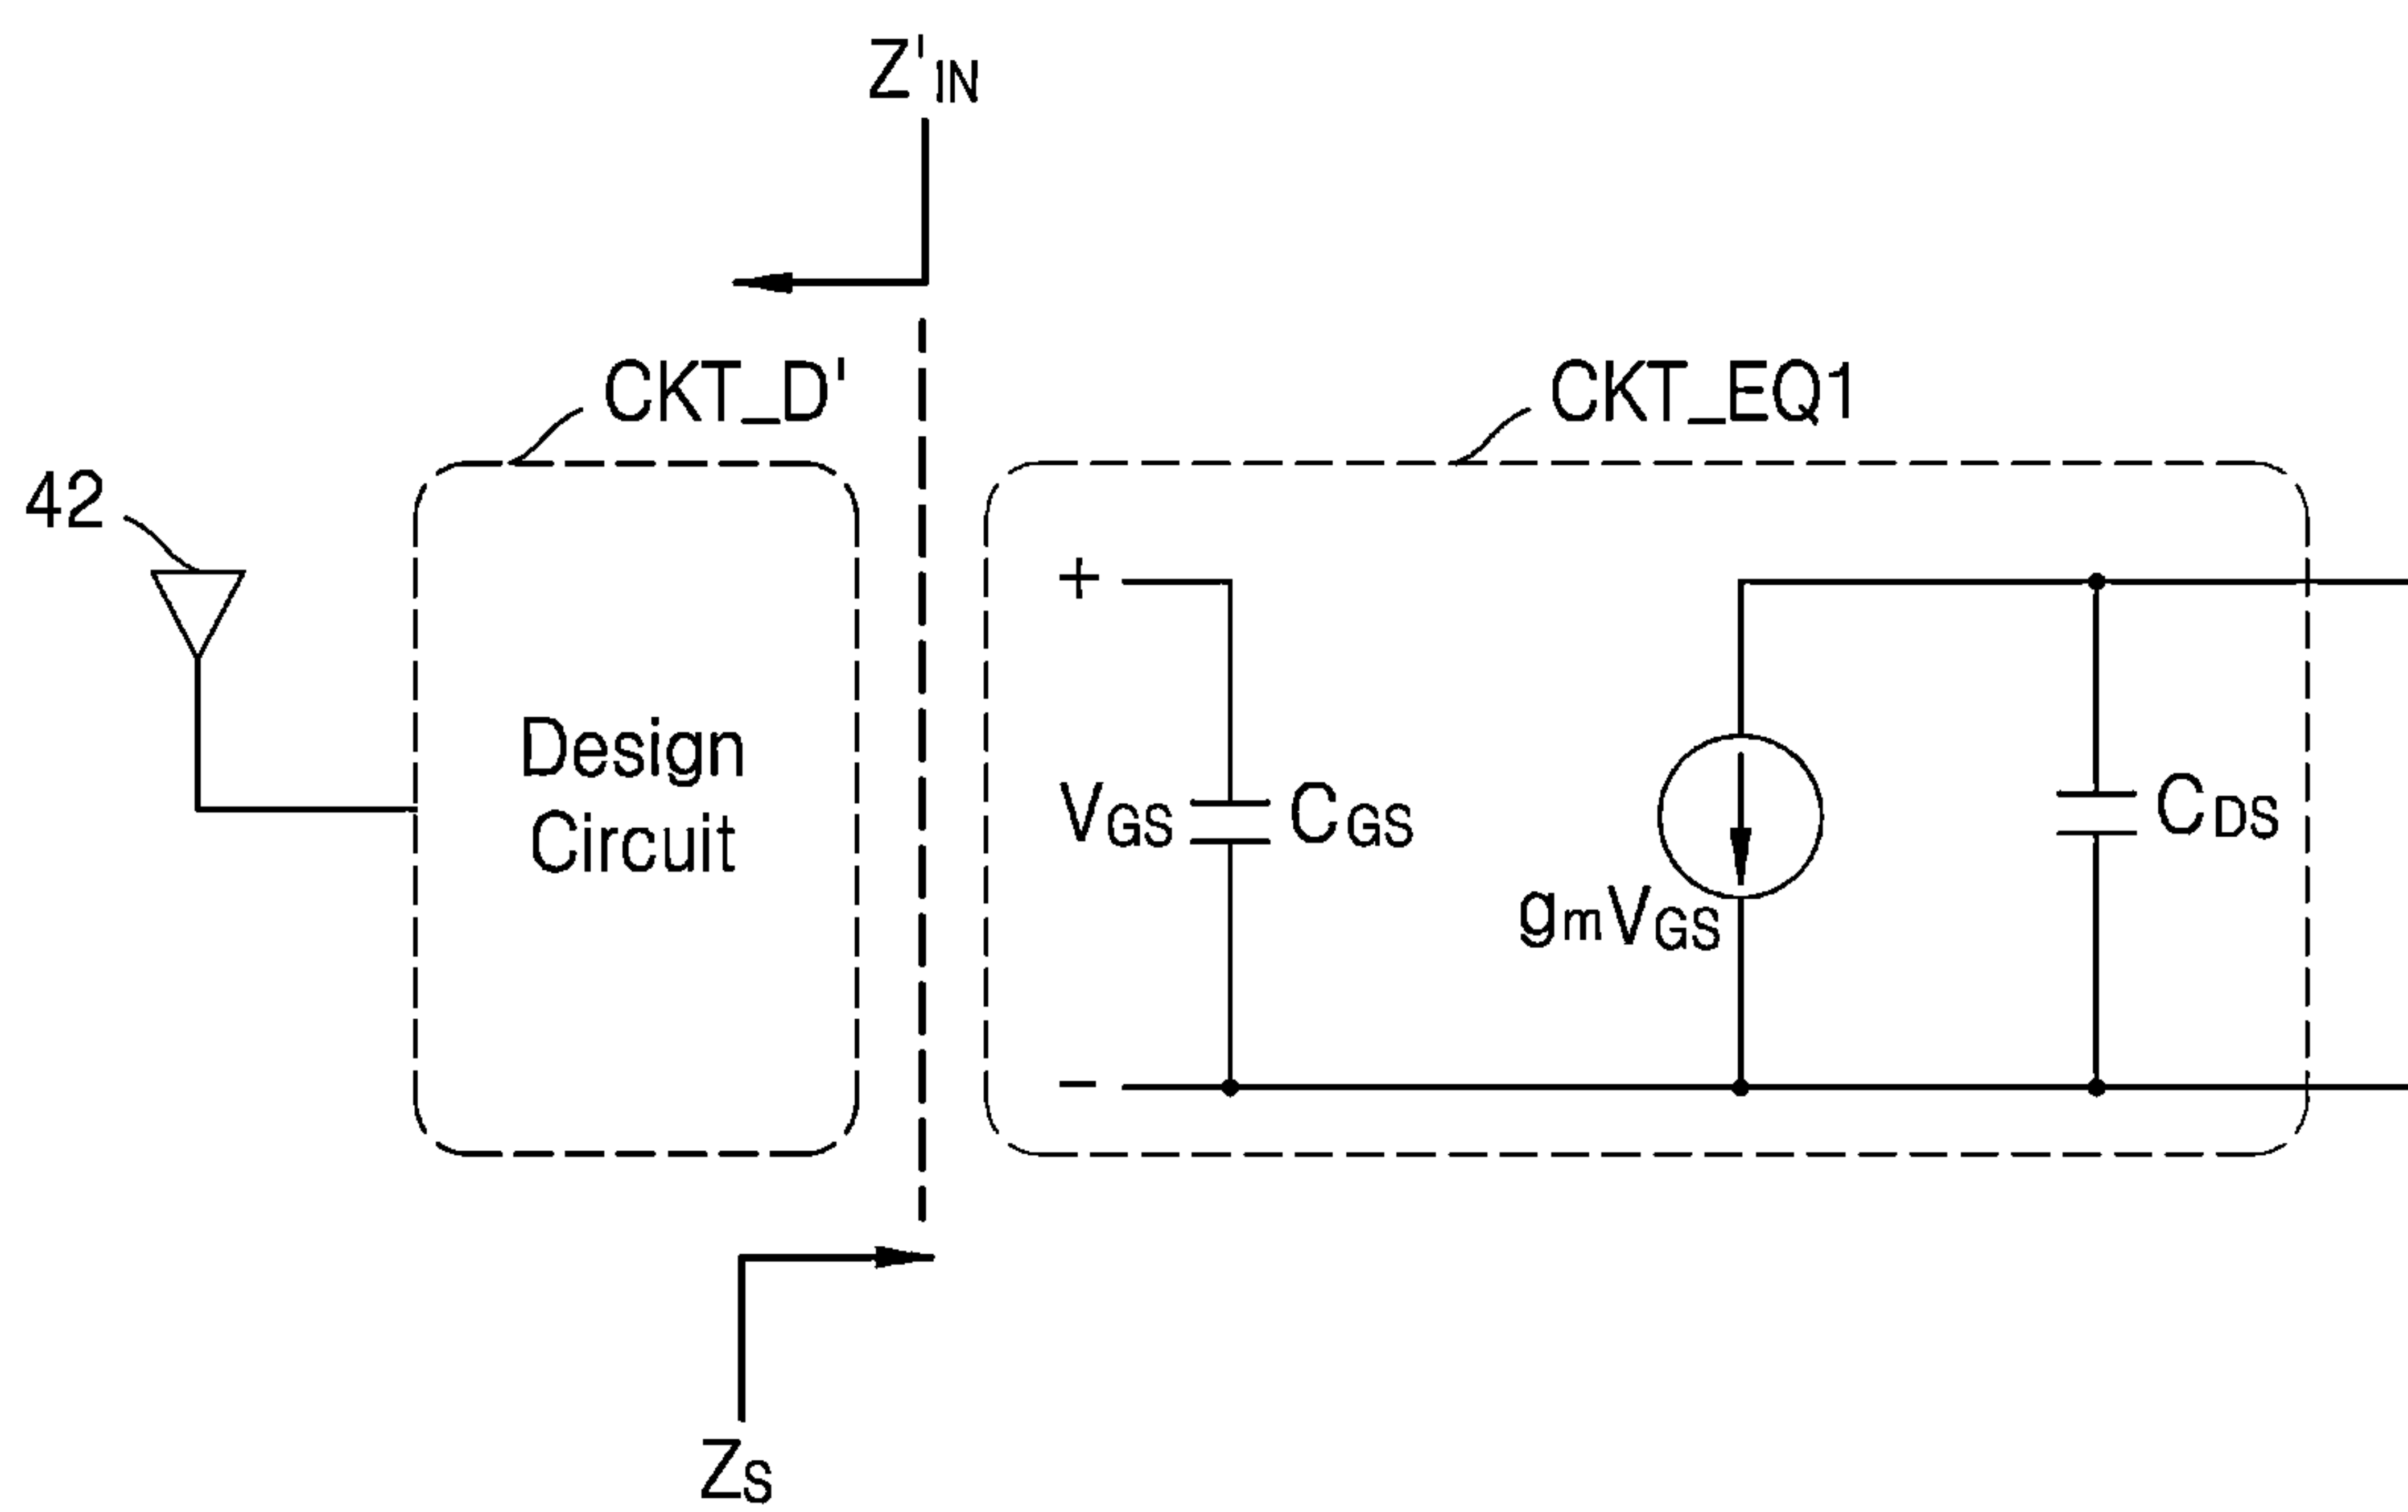 Z'IN
CKT_D'
CKT_EQ1
42
+
Design
Circuit
VGS
CGS
gmVGS
CDS
−
ZS